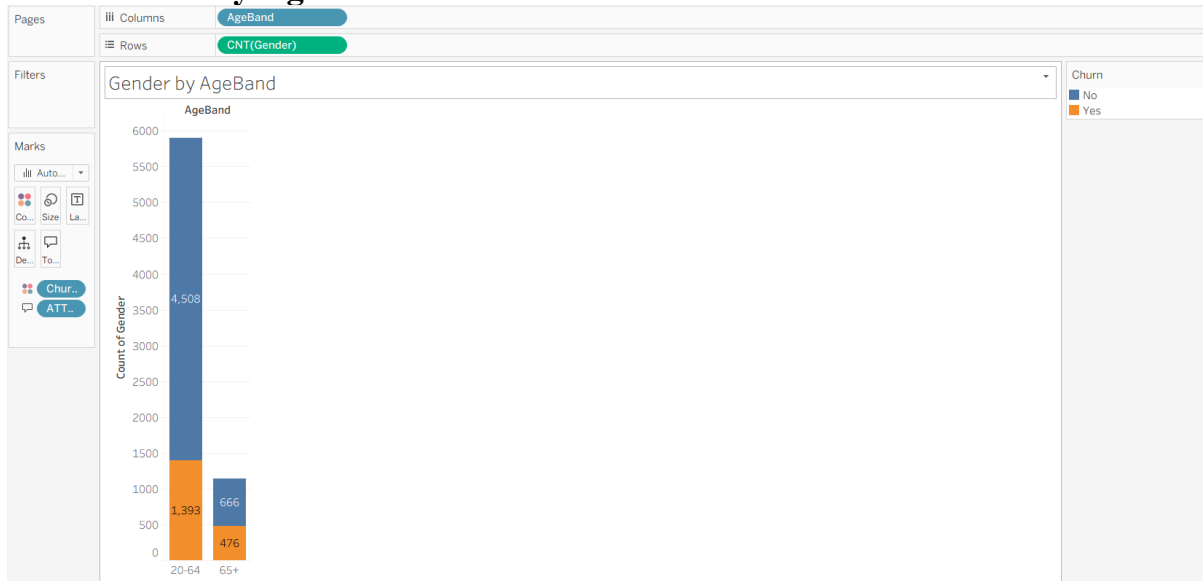 Pages
iii Columns
AgeBand
Rows
CNT(Gender)
Filters
Gender by AgeBand
Churn
No
Yes
Marks
Auto...
Co...
Size
La...
De...
To...
Chur..
ATT..
AgeBand
Count of Gender
6000
5500
5000
4500
4000
3500
3000
2500
2000
1500
1000
500
0
4,508
1,393
666
476
20-64
65+